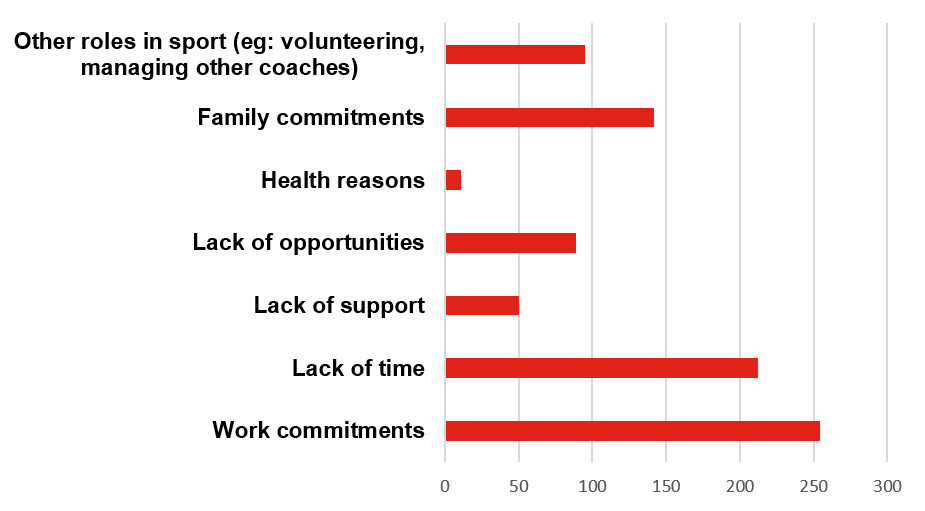 Other roles in sport (eg: volunteering,
managing other coaches)
Family commitments
Health reasons
Lack of opportunities
Lack of support
Lack of time
Work commitments
0 50 100 150 200 250 300